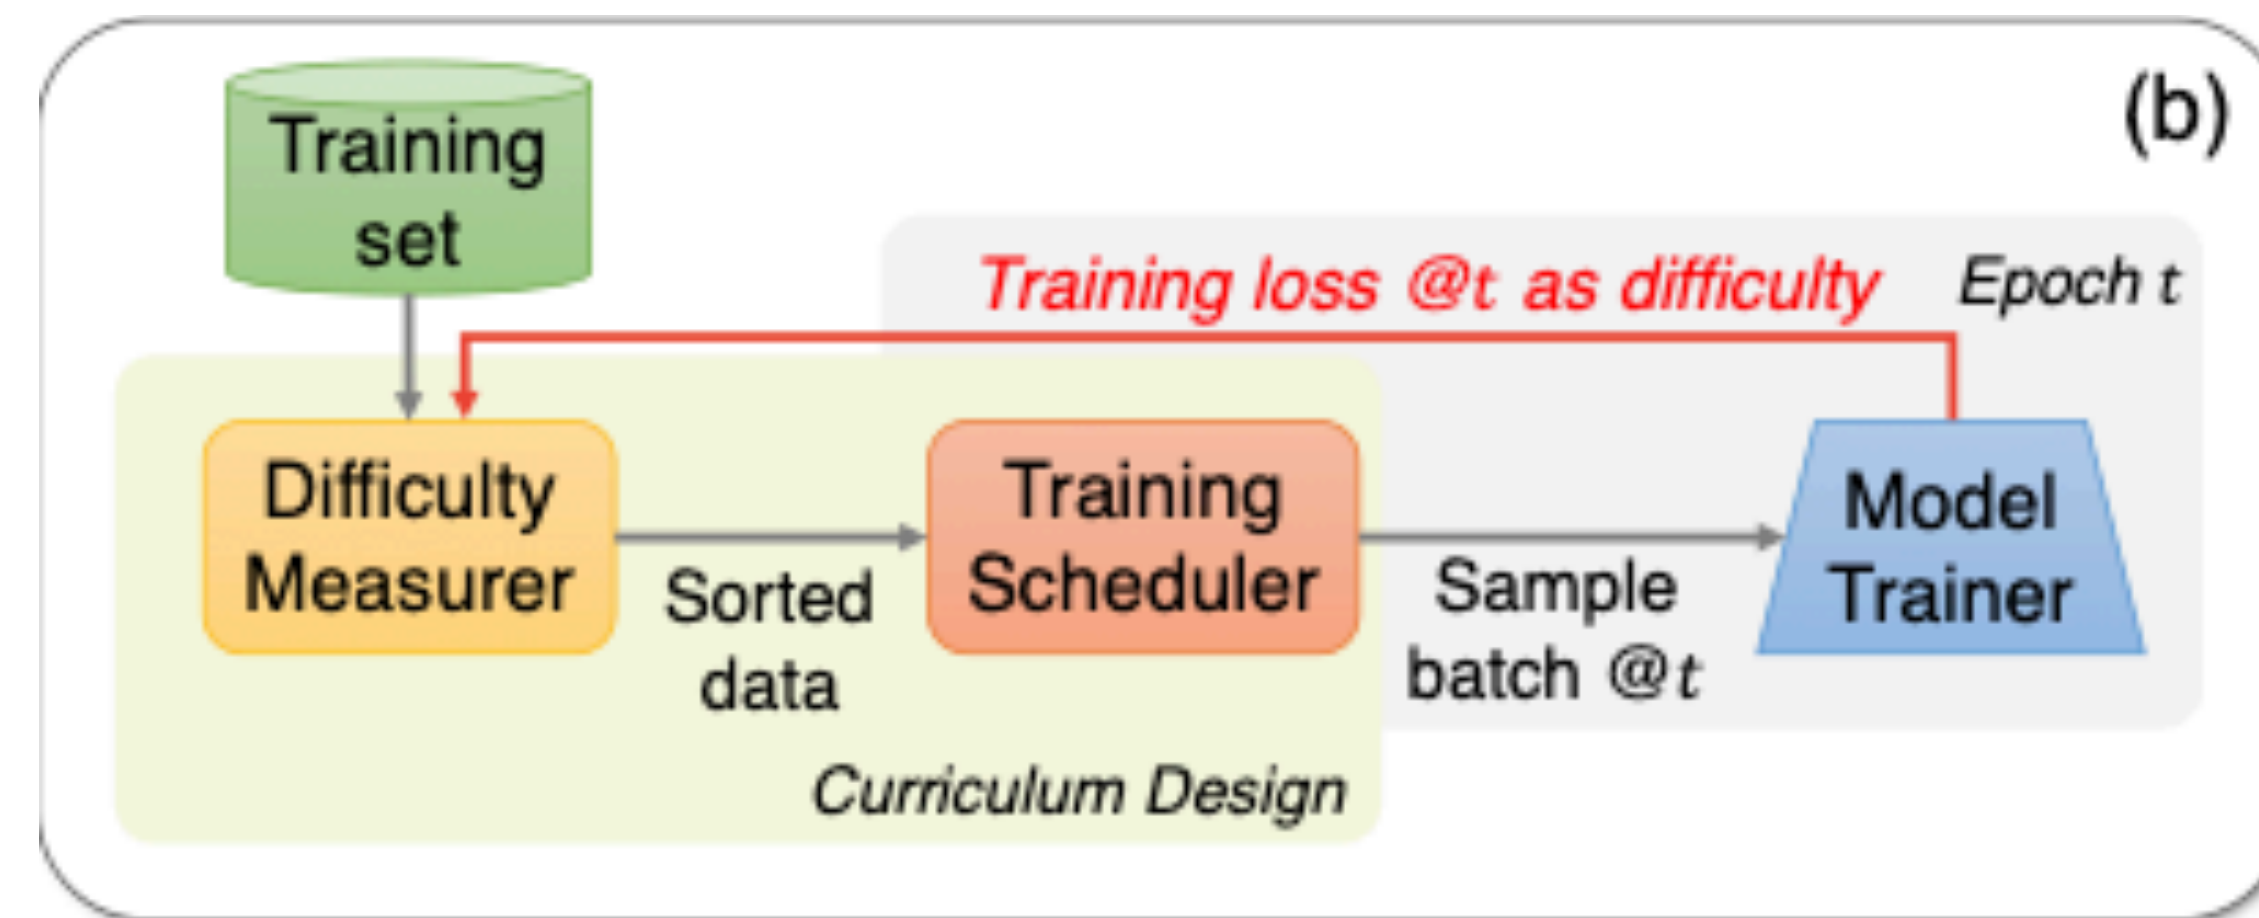 (b)
Training
set
Training loss @t as difficulty
Epoch t
Difficulty
Measurer
Sorted
data
Training
Scheduler
Sample
batch @t
Model
Trainer
Curriculum Design